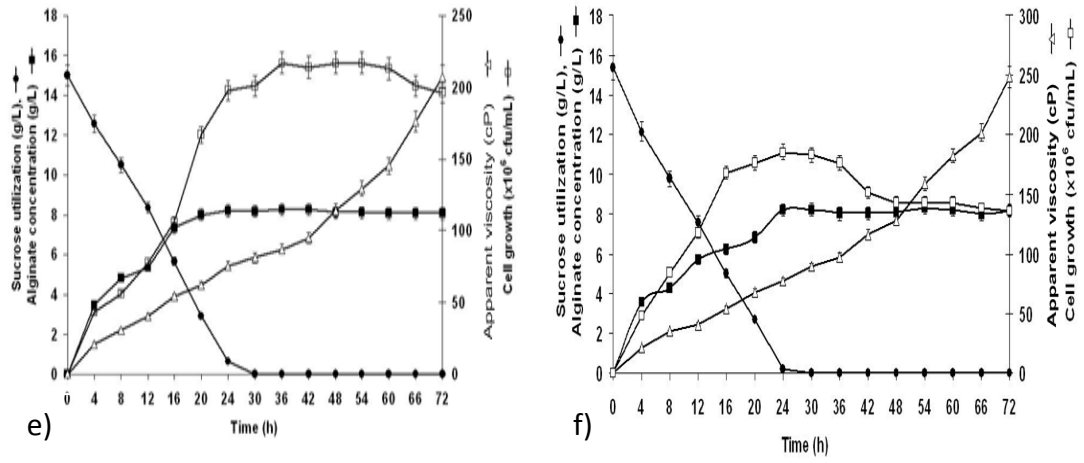 Sucrose utilization (g/L),
Alginate concentration (g/L)
18
16
14
12
10
8
6
4
2
0
250
200
150
100
50
0
Apparent viscosity (cP)
Cell growth (x10⁶ cfu/mL)
0 4 8 12 16 20 24 30 36 42 48 54 60 66 72
Time (h)
e)
Sucrose utilization (g/L),
Alginate concentration (g/L)
18
16
14
12
10
8
6
4
2
0
300
250
200
150
100
50
0
Apparent viscosity (cP)
Cell growth (x10⁶ cfu/mL)
0 4 8 12 16 20 24 30 36 42 48 54 60 66 72
Time (h)
f)